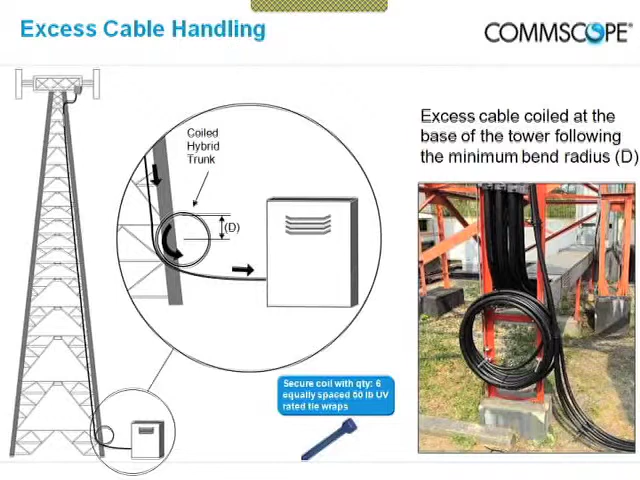 Excess Cable Handling
COMMSCOPE®
Coiled
Hybrid
Trunk
(D)
Excess cable coiled at the
base of the tower following
the minimum bend radius (D)
Secure coil with qty: 6
equally spaced 50 lb UV
rated tie wraps